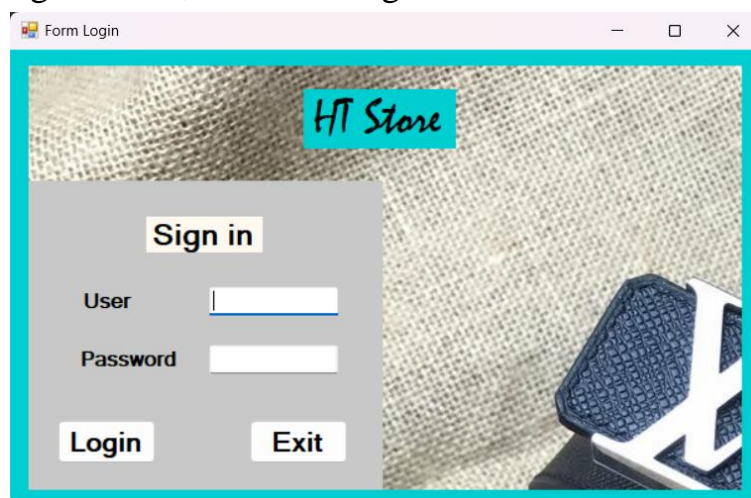 Form Login
HT Store
Sign in
User
Password
Login
Exit